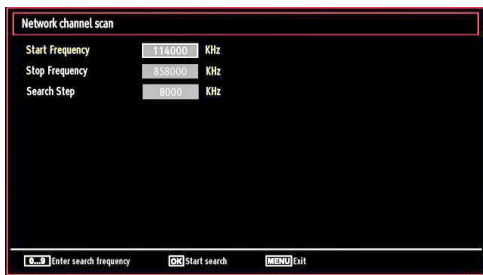 Network channel scan
Start Frequency 114000 KHz
Stop Frequency 858000 KHz
Search Step 8000 KHz
0...9 Enter search frequency OK Start search MENU Exit